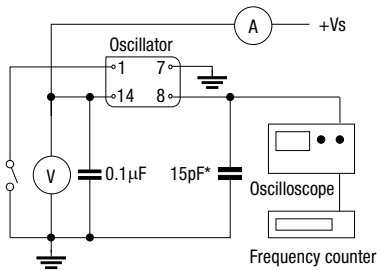 A
+Vs
Oscillator
1 7
14 8
V
0.1µF
15pF*
Oscilloscope
Frequency counter